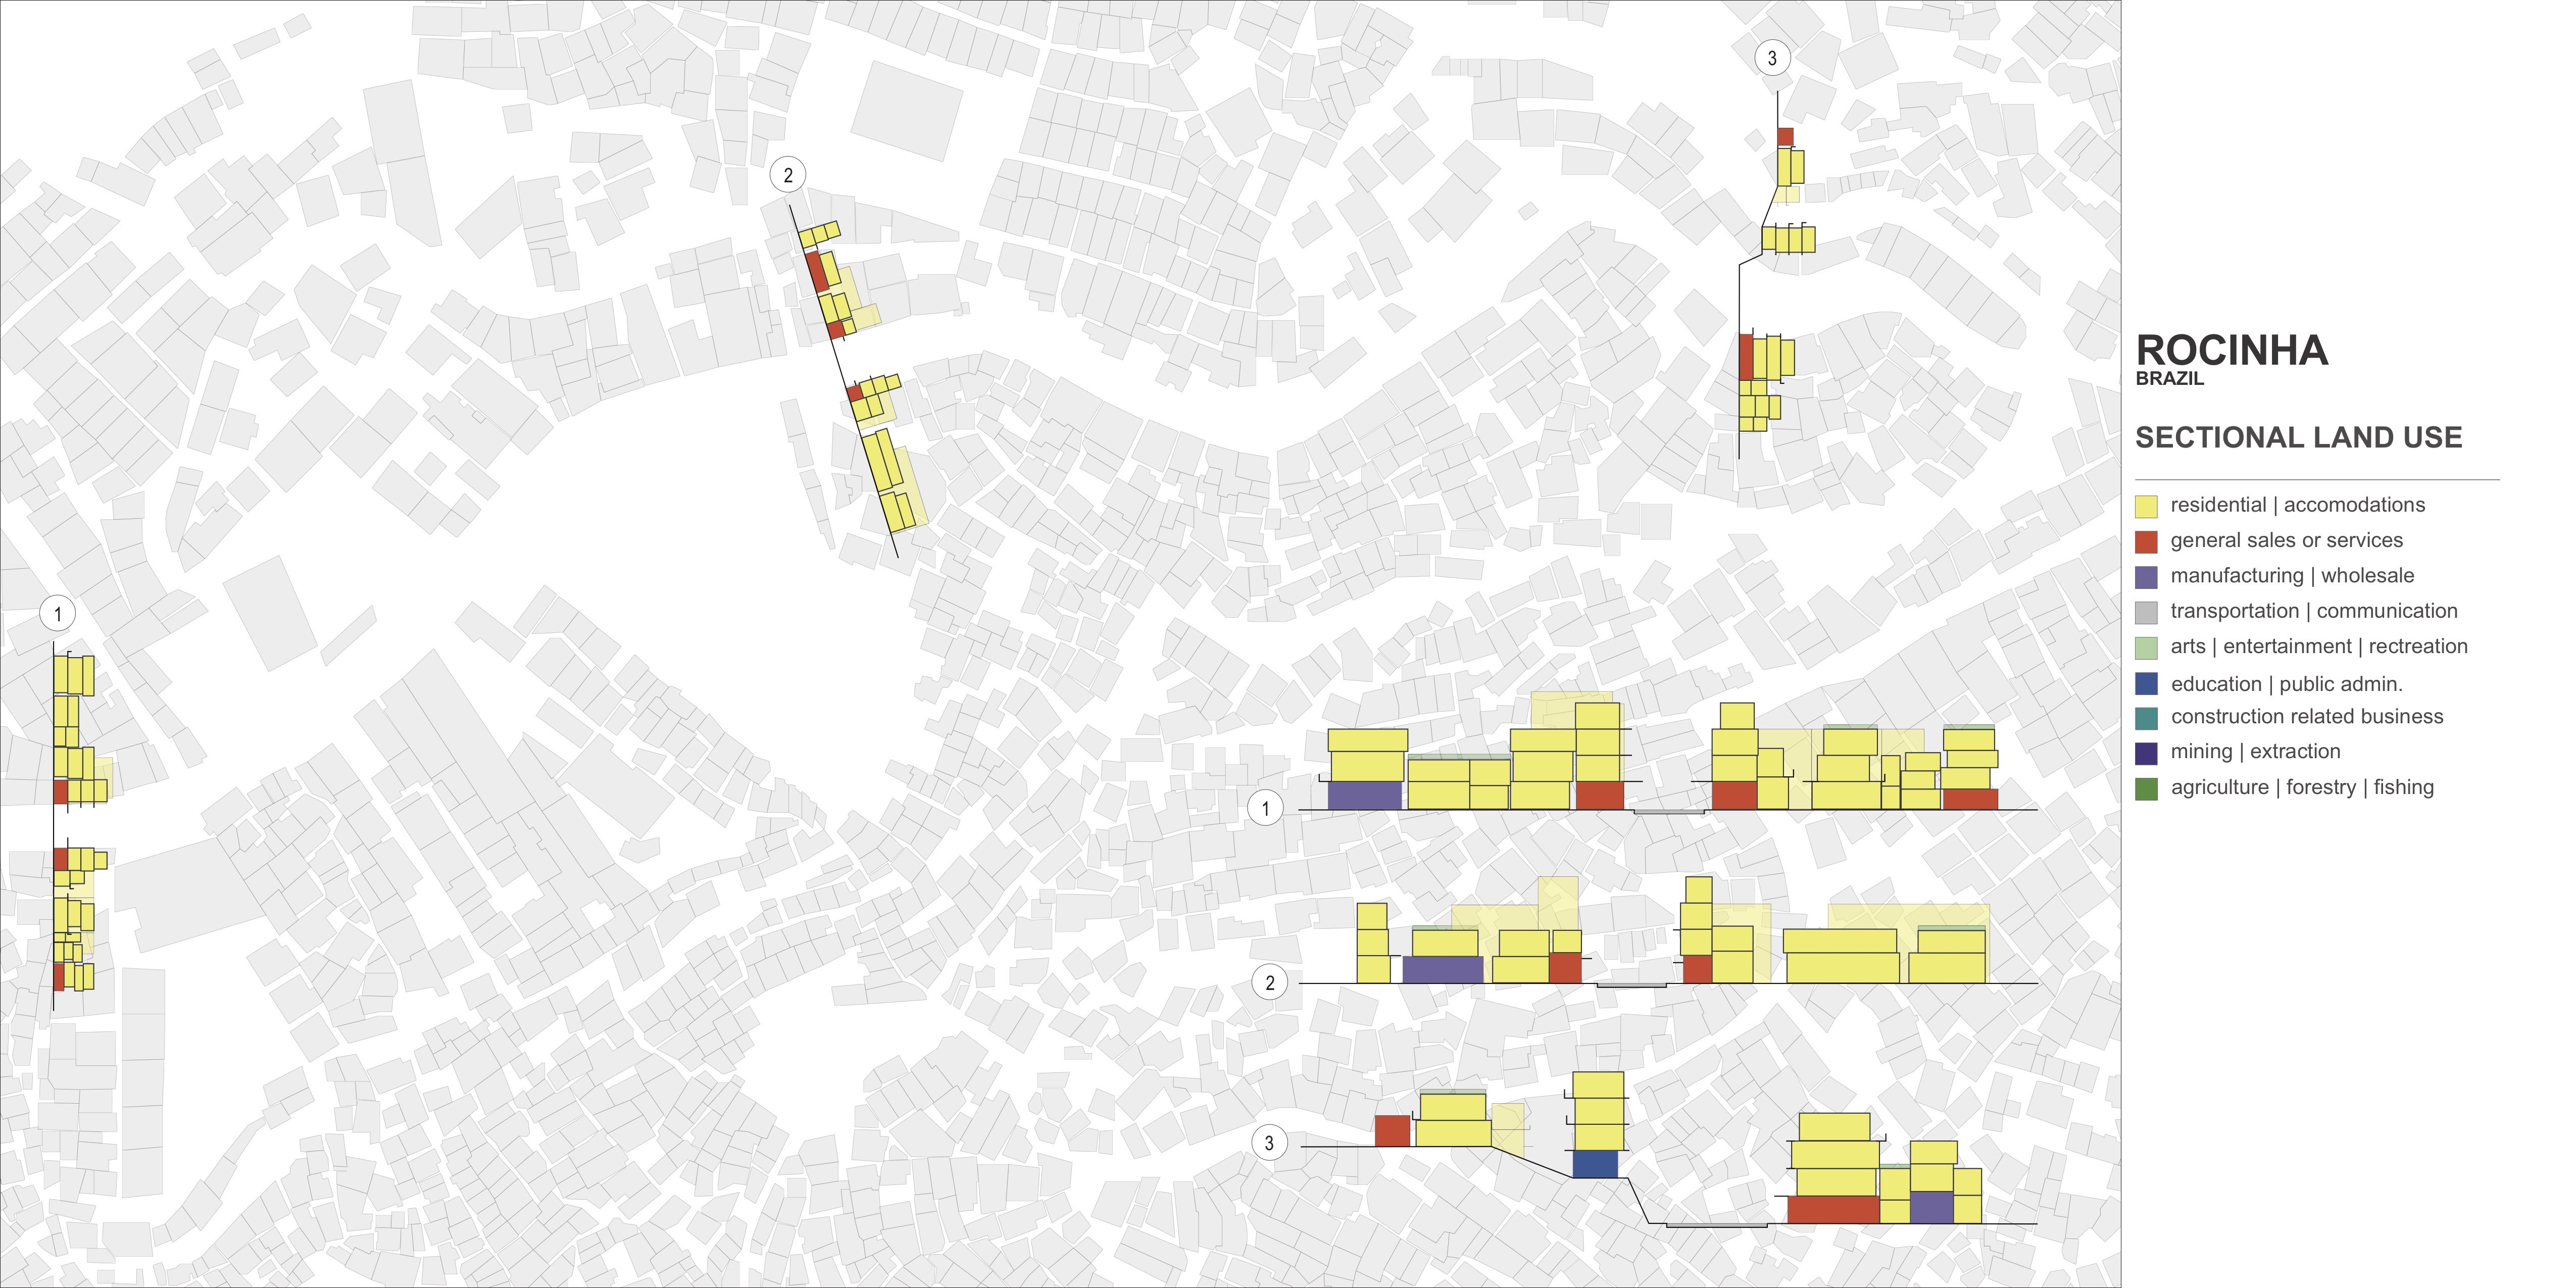 3
2
1
1
2
3
ROCINHA
BRAZIL
SECTIONAL LAND USE
residential | accomodations
general sales or services
manufacturing | wholesale
transportation | communication
arts | entertainment | rectreation
education | public admin.
construction related business
mining | extraction
agriculture | forestry | fishing